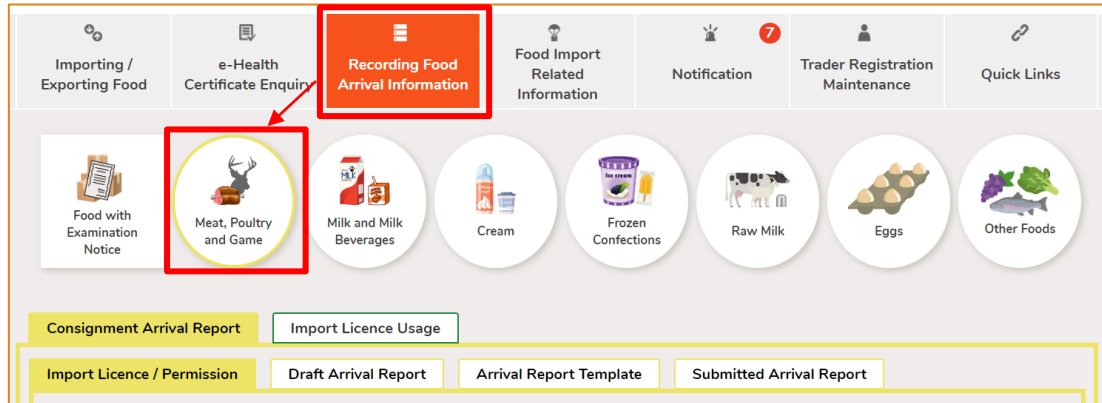 Importing /
Exporting Food
e-Health
Certificate Enquiry
Recording Food
Arrival Information
Food Import
Related
Information
7
Notification
Trader Registration
Maintenance
Quick Links
Food with
Examination
Notice
Meat, Poultry
and Game
MILK
Milk and Milk
Beverages
Cream
Ice cream
Frozen
Confections
Raw Milk
Eggs
Other Foods
Consignment Arrival Report
Import Licence Usage
Import Licence / Permission
Draft Arrival Report
Arrival Report Template
Submitted Arrival Report